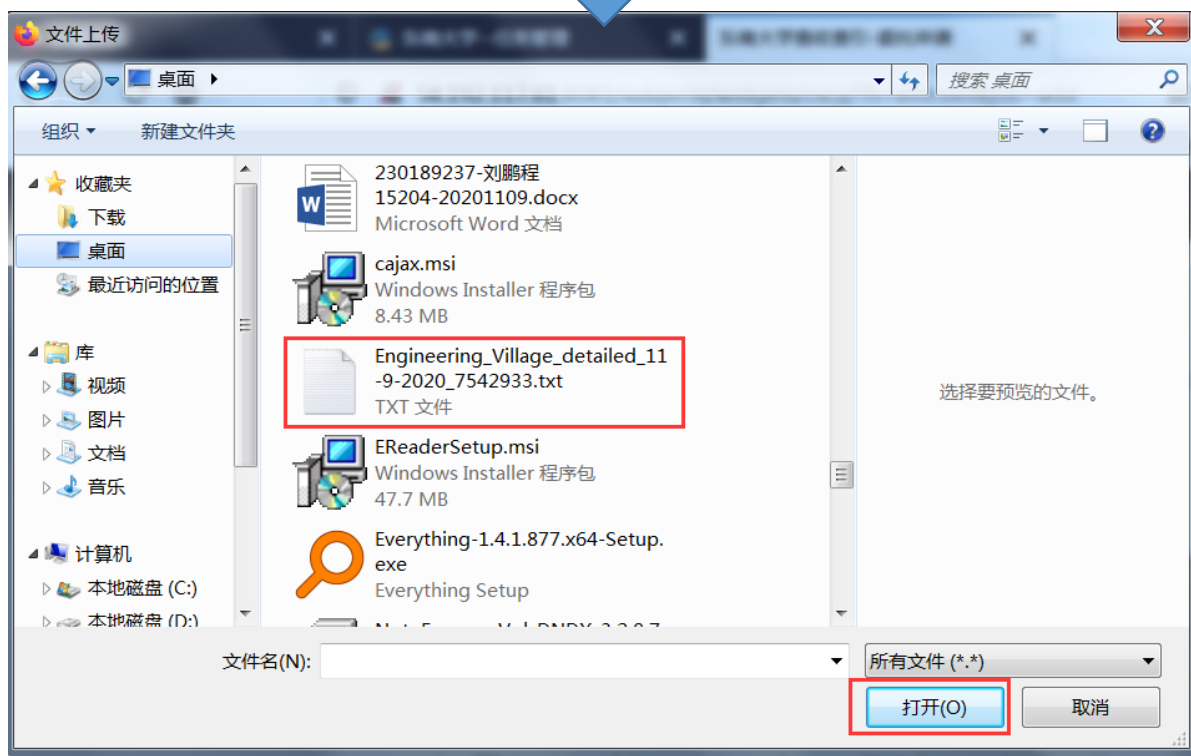 文件上传
桌面
搜索 桌面
组织
新建文件夹
收藏夹
下载
桌面
最近访问的位置
库
视频
图片
文档
音乐
计算机
本地磁盘 (C:)
本地磁盘 (D:)
230189237-刘鹏程
15204-20201109.docx
Microsoft Word 文档
cajax.msi
Windows Installer 程序包
8.43 MB
Engineering_Village_detailed_11
-9-2020_7542933.txt
TXT 文件
EReaderSetup.msi
Windows Installer 程序包
47.7 MB
Everything-1.4.1.877.x64-Setup.
exe
Everything Setup
选择要预览的文件。
文件名(N):
所有文件 (*.*)
打开(O)
取消